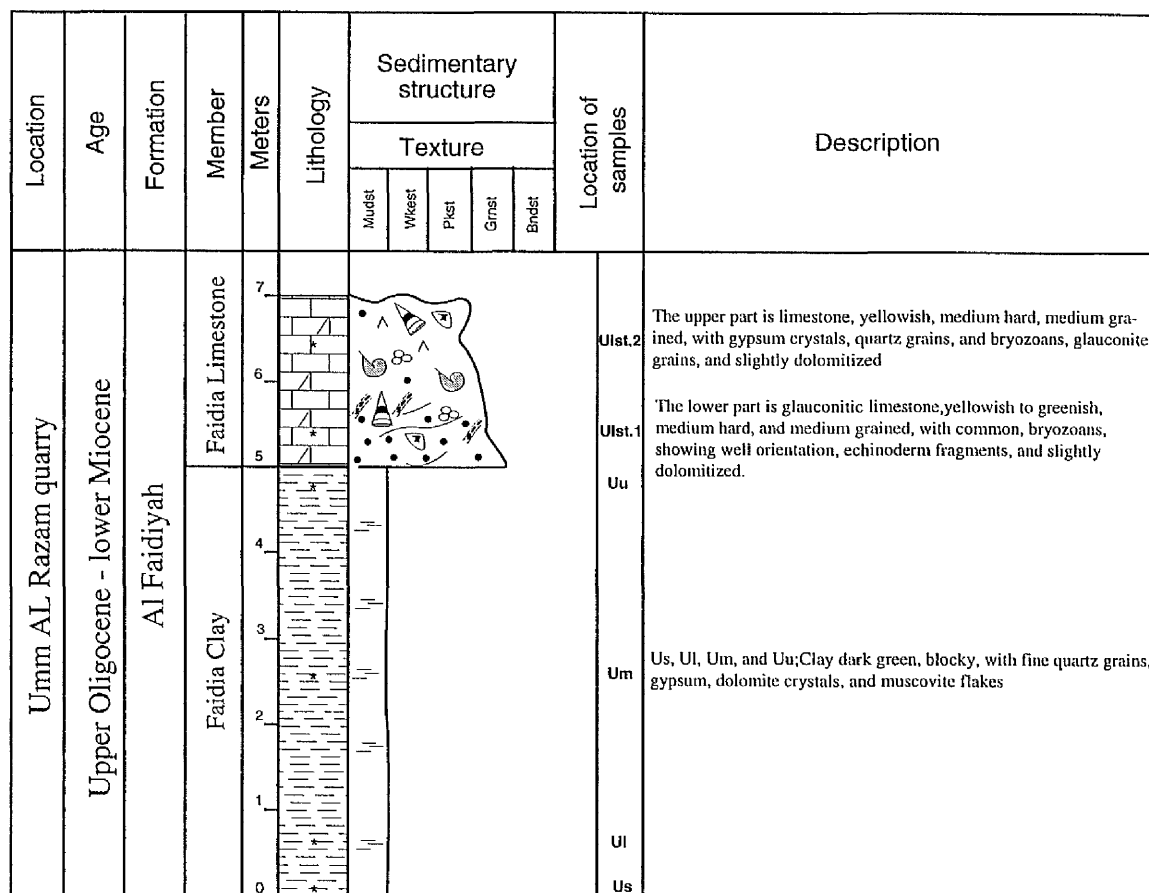 Location
Age
Formation
Member
Meters
Lithology
Sedimentary
structure
Texture
Mudst
Wkest
Pkst
Grnst
Bndst
Location of
samples
Description
Umm AL Razam quarry
Upper Oligocene - lower Miocene
Al Faidiyah
Faidia Limestone
Faidia Clay
7
6
5
4
3
2
1
0
Ulst.2
Ulst.1
Uu
Um
Ul
Us
The upper part is limestone, yellowish, medium hard, medium gra-
ined, with gypsum crystals, quartz grains, and bryozoans, glauconite
grains, and slightly dolomitized
The lower part is glauconitic limestone,yellowish to greenish,
medium hard, and medium grained, with common, bryozoans,
showing well orientation, echinoderm fragments, and slightly
dolomitized.
Us, Ul, Um, and Uu;Clay dark green, blocky, with fine quartz grains,
gypsum, dolomite crystals, and muscovite flakes